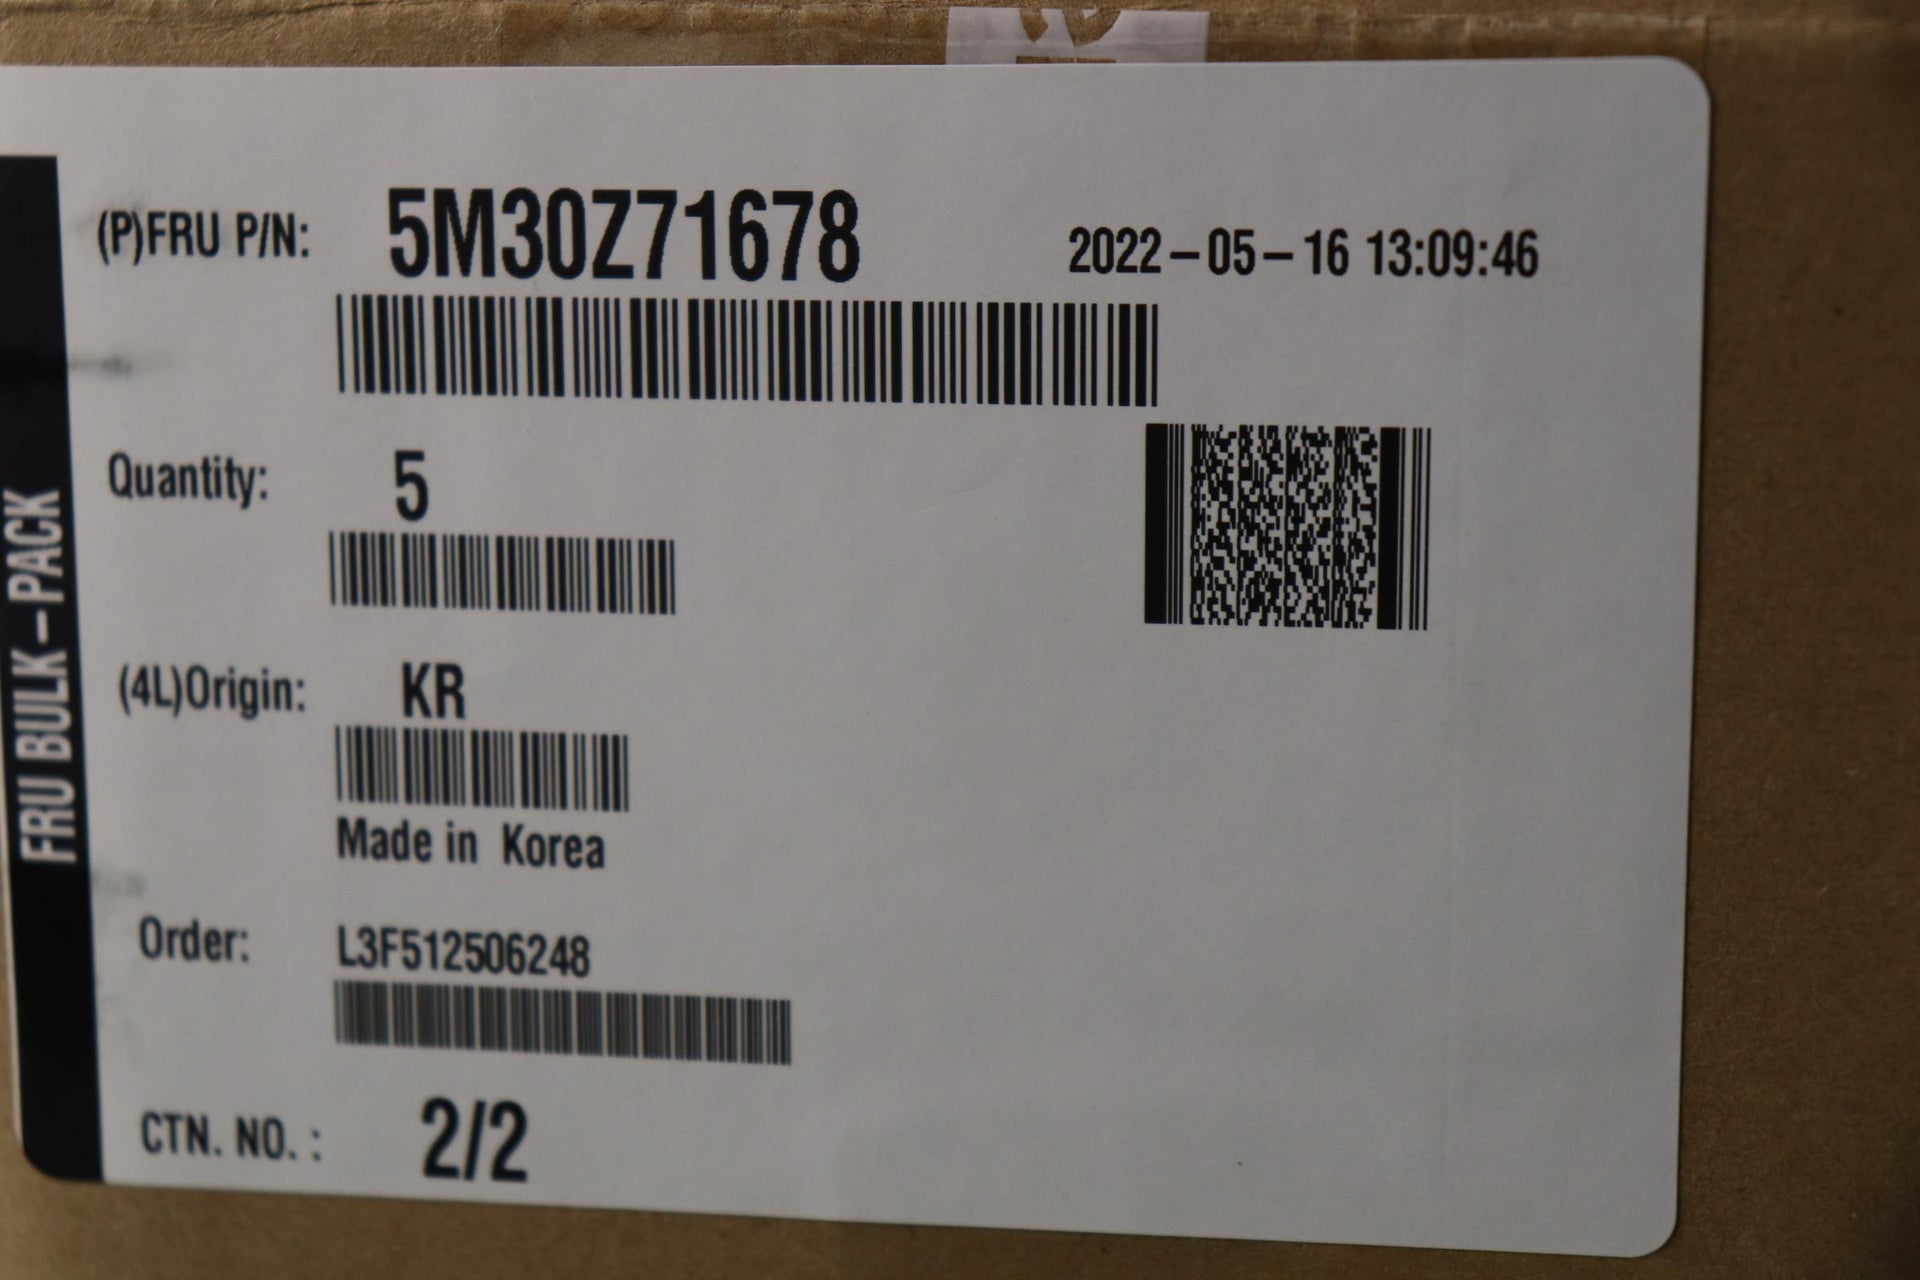 FRU BULK-PACK
(P)FRU P/N: 5M30Z71678
2022-05-16 13:09:46
Quantity: 5
(4L)Origin: KR
Made in Korea
Order: L3F512506248
CTN. NO. : 2/2